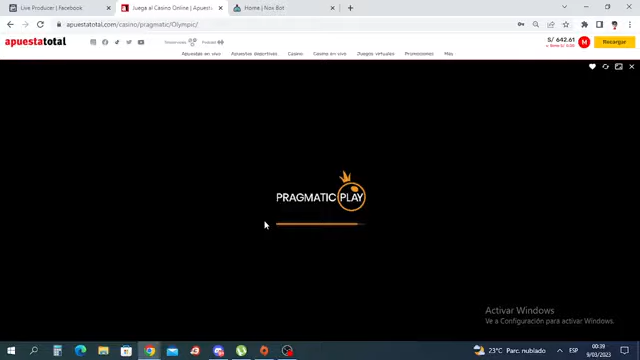 Live Producer | Facebook
Juega al Casino Online | Apuesta
Home | Nox Bot
apuestatotal.com/casino/pragmatic/Olympic/
apuestatotal
Podcast
S/ 642.61
M
Recargar
Apuestas en vivo
Apuestas deportivas
Casino
Casino en vivo
Juegos virtuales
Promociones
Más
PRAGMATIC PLAY
Activar Windows
Ve a Configuración para activar Windows.
23°C Parc. nublado
ESP
00:39
9/03/2023